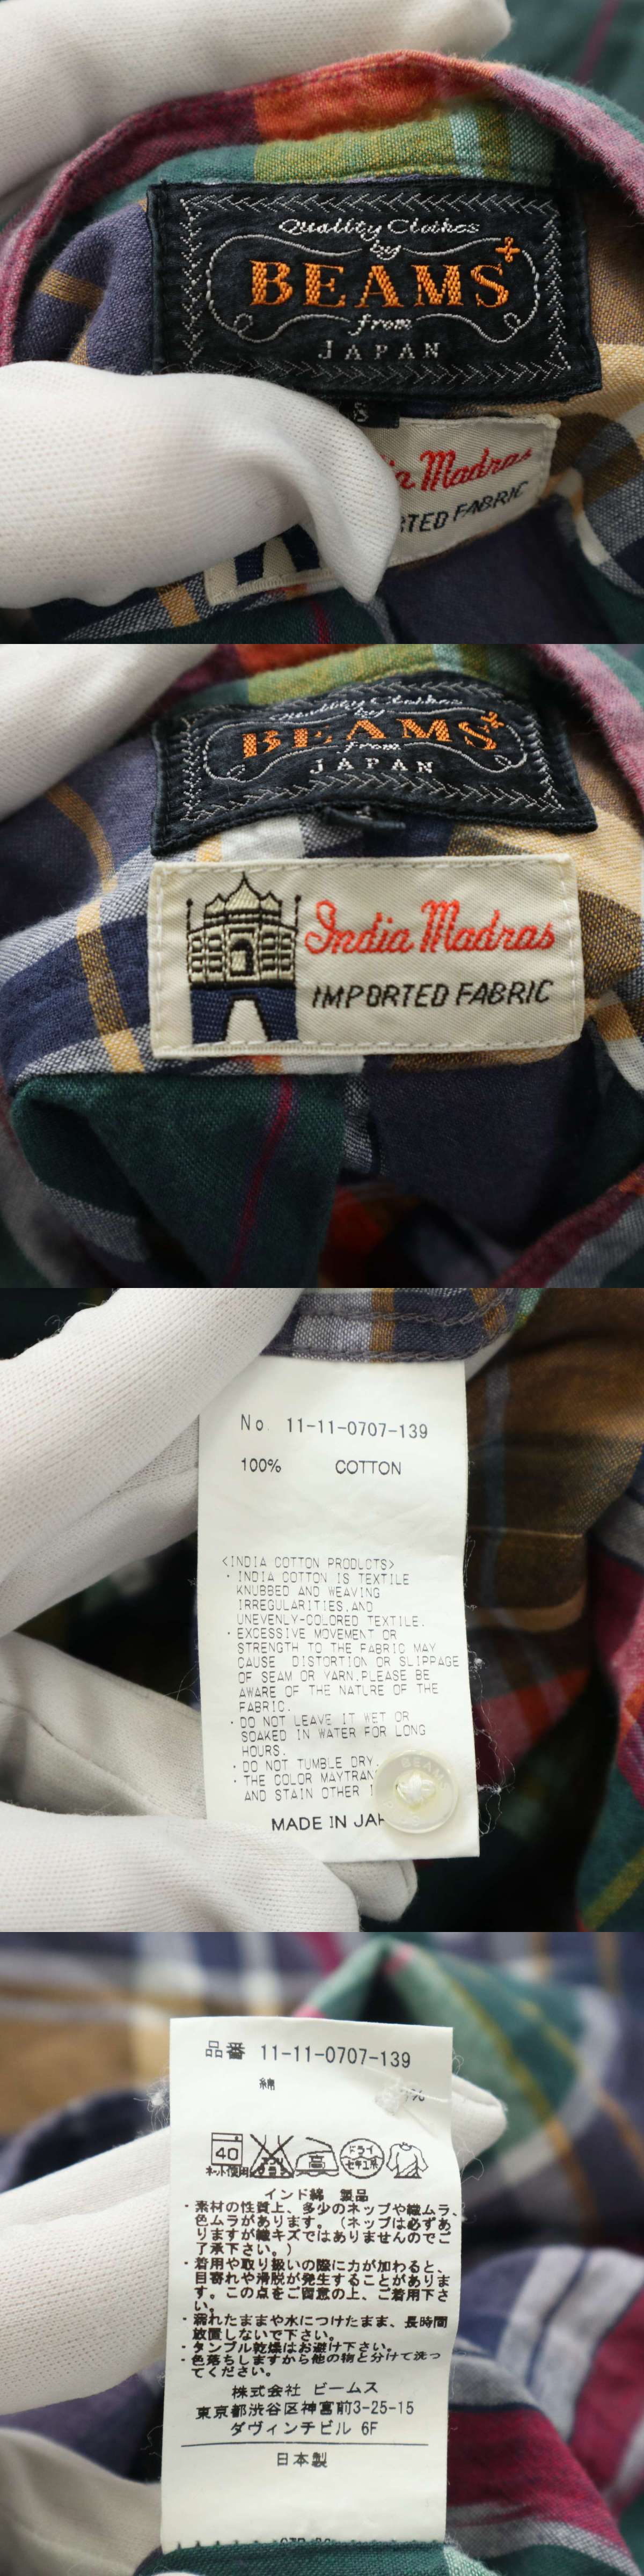 Quality Clothes
by
BEAMS+
from
JAPAN
S
Madras
RTED FABRIC
Quality Clothes
by
BEAMS+
from
JAPAN
India Madras
IMPORTED FABRIC
No. 11-11-0707-139
100% COTTON
<INDIA COTTON PRODUCTS>
・INDIA COTTON IS TEXTILE
KNUBBED AND WEAVING
IRREGULARITIES,AND
UNEVENLY-COLORED TEXTILE.
・EXCESSIVE MOVEMENT OR
STRENGTH TO THE FABRIC MAY
CAUSE DISTORTION OR SLIPPAGE
OF SEAM OR YARN.PLEASE BE
AWARE OF THE NATURE OF THE
FABRIC.
・DO NOT LEAVE IT WET OR
SOAKED IN WATER FOR LONG
HOURS.
・DO NOT TUMBLE DRY.
・THE COLOR MAYTRAN
AND STAIN OTHER
BEAMS
MADE IN JAP
品番 11-11-0707-139
綿 %
40
ネット使用
高
ドライ
セキユ系
インド綿 製品
・素材の性質上、多少のネップや織ムラ、
色ムラがあります。（ネップは必ずあ
りますが織キズではありませんのでご
了承下さい。）
・着用や取り扱いの際に力が加わると、
目寄れや滑脱が発生することがありま
す。この点をご留意の上、ご着用下さ
い。
・濡れたままや水につけたまま、長時間
放置しないで下さい。
・タンブル乾燥はお避け下さい。
・色落ちしますから他の物と分けて洗っ
てください。
株式会社 ビームス
東京都渋谷区神宮前3-25-15
ダヴィンチビル 6F
日本製